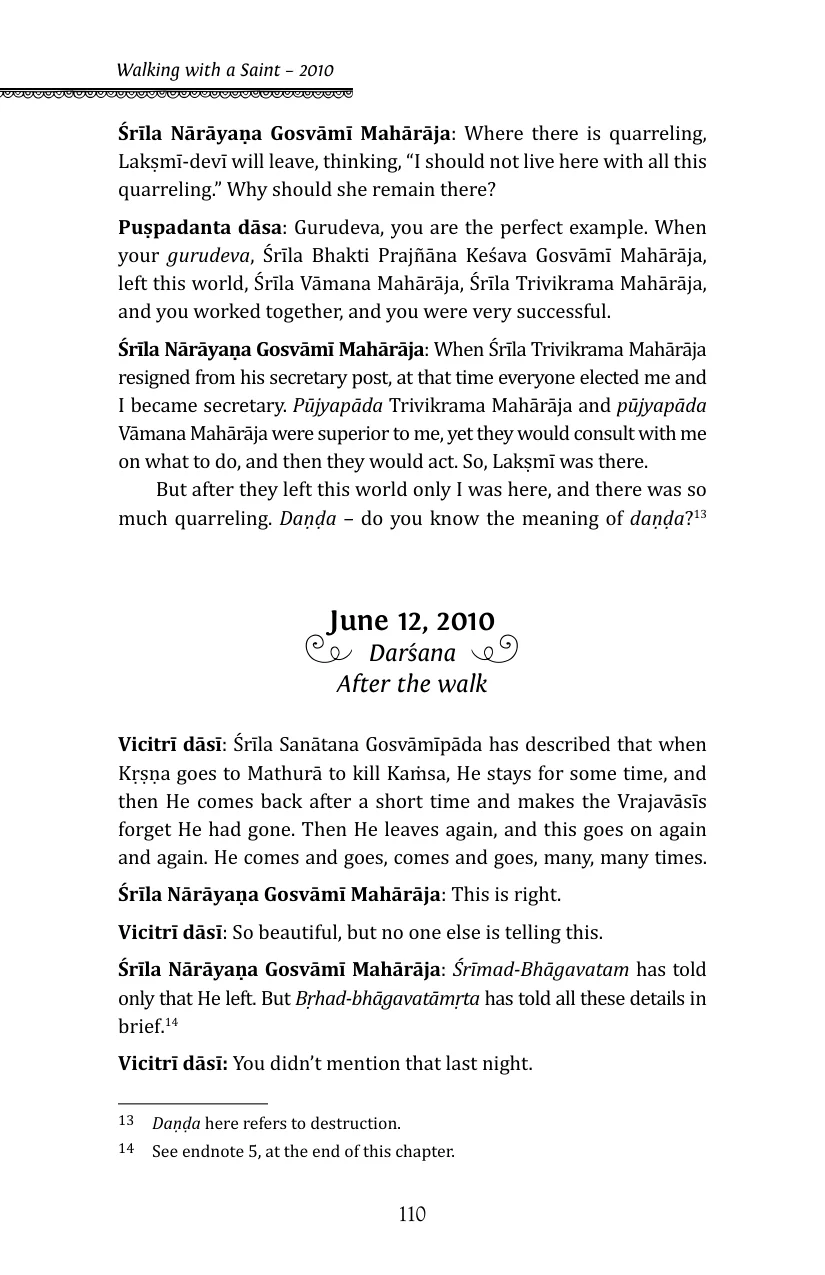 Walking with a Saint – 2010
Śrīla Nārāyaṇa Gosvāmī Mahārāja: Where there is quarreling,
Lakṣmī-devī will leave, thinking, “I should not live here with all this
quarreling.” Why should she remain there?
Puṣpadanta dāsa: Gurudeva, you are the perfect example. When
your gurudeva, Śrīla Bhakti Prajñāna Keśava Gosvāmī Mahārāja,
left this world, Śrīla Vāmana Mahārāja, Śrīla Trivikrama Mahārāja,
and you worked together, and you were very successful.
Śrīla Nārāyaṇa Gosvāmī Mahārāja: When Śrīla Trivikrama Mahārāja
resigned from his secretary post, at that time everyone elected me and
I became secretary. Pūjyapāda Trivikrama Mahārāja and pūjyapāda
Vāmana Mahārāja were superior to me, yet they would consult with me
on what to do, and then they would act. So, Lakṣmī was there.
But after they left this world only I was here, and there was so
much quarreling. Daṇḍa – do you know the meaning of daṇḍa?13
June 12, 2010
Darśana
After the walk
Vicitrī dāsī: Śrīla Sanātana Gosvāmīpāda has described that when
Kṛṣṇa goes to Mathurā to kill Kaṁsa, He stays for some time, and
then He comes back after a short time and makes the Vrajavāsīs
forget He had gone. Then He leaves again, and this goes on again
and again. He comes and goes, comes and goes, many, many times.
Śrīla Nārāyaṇa Gosvāmī Mahārāja: This is right.
Vicitrī dāsī: So beautiful, but no one else is telling this.
Śrīla Nārāyaṇa Gosvāmī Mahārāja: Śrīmad-Bhāgavatam has told
only that He left. But Bṛhad-bhāgavatāmṛta has told all these details in
brief.14
Vicitrī dāsī: You didn’t mention that last night.
13 Daṇḍa here refers to destruction.
14 See endnote 5, at the end of this chapter.
110